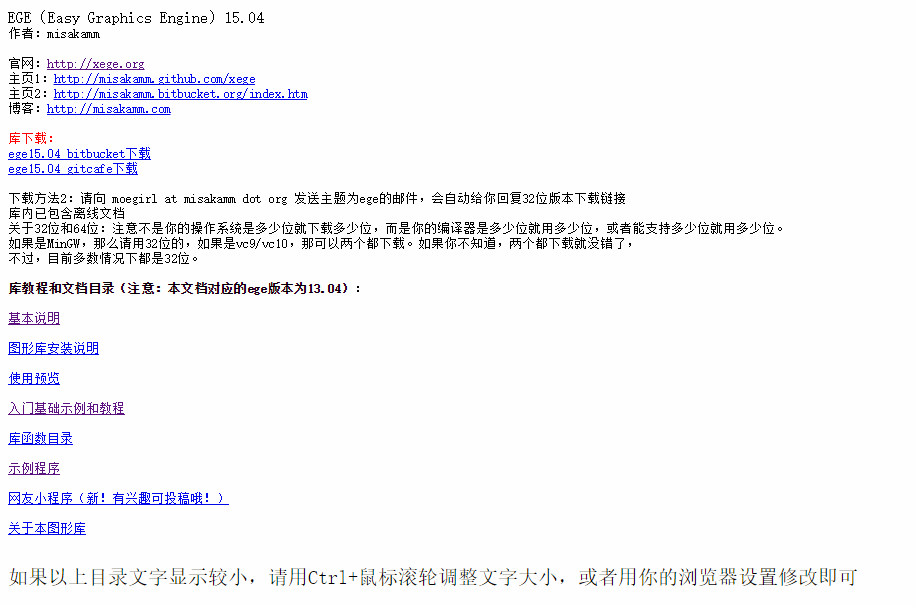 EGE (Easy Graphics Engine) 15.04
作者：misakamm
官网：http://xege.org
主页1：http://misakamm.github.com/xege
主页2：http://misakamm.bitbucket.org/index.htm
博客：http://misakamm.com
库下载：
ege15.04 bitbucket下载
ege15.04 gitcafe下载
下载方法2：请向 moegirl at misakamm dot org 发送主题为ege的邮件，会自动给你回复32位版本下载链接
库内已包含离线文档
关于32位和64位：注意不是你的操作系统是多少位就下载多少位，而是你的编译器是多少位就用多少位，或者能支持多少位就用多少位。
如果是MinGW，那么请用32位的，如果是vc9/vc10，那可以两个都下载。如果你不知道，两个都下载就没错了，
不过，目前多数情况下都是32位。
库教程和文档目录（注意：本文档对应的ege版本为13.04）：
基本说明
图形库安装说明
使用预览
入门基础示例和教程
库函数目录
示例程序
网友小程序（新！有兴趣可投稿哦！）
关于本图形库
如果以上目录文字显示较小，请用Ctrl+鼠标滚轮调整文字大小，或者用你的浏览器设置修改即可